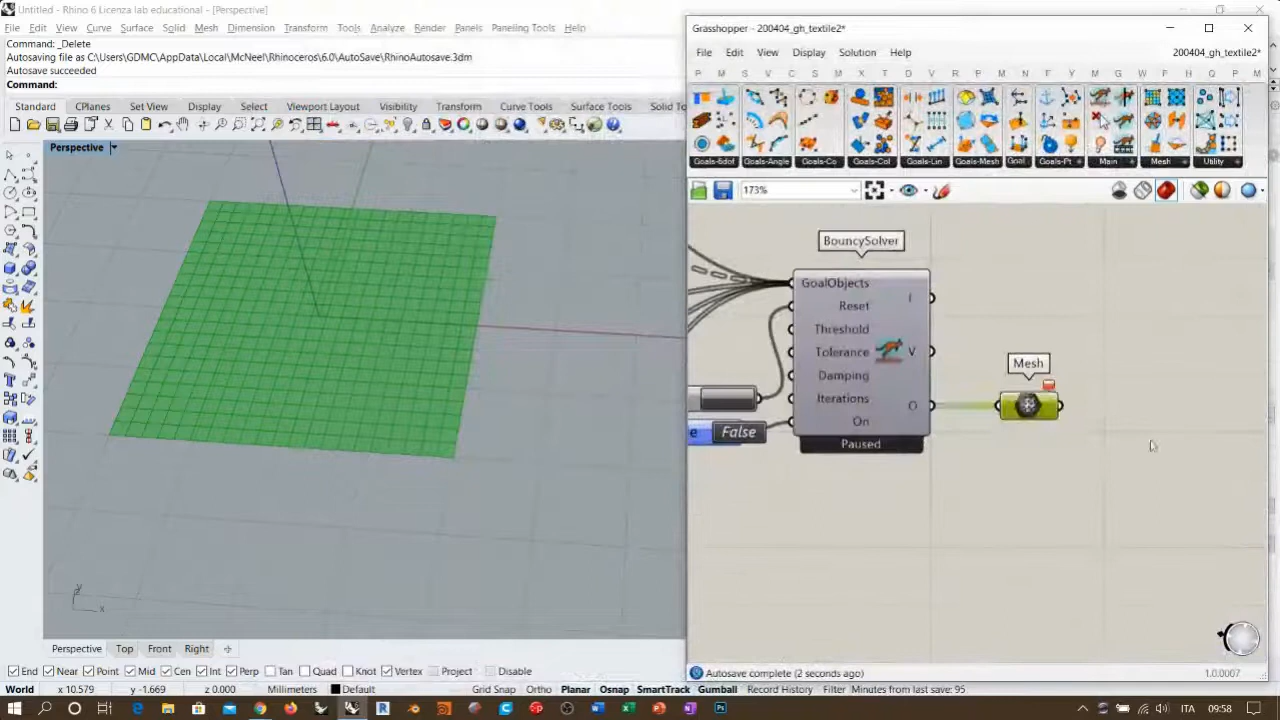 Untitled - Rhino 6 Licenza lab educational - [Perspective]
File Edit View Curve Surface Solid Mesh Dimension Transform Tools Analyze Render Panels Paneling Tools Help
Command: _Delete
Autosaving file as C:\Users\GDMC\AppData\Local\McNeel\Rhinoceros\6.0\AutoSave\RhinoAutosave.3dm
Autosave succeeded
Command:
Standard CPlanes Set View Display Select Viewport Layout Visibility Transform Curve Tools Surface Tools Solid To
Perspective
y
x
Perspective Top Front Right
End Near Point Mid Cen Int Perp Tan Quad Knot Vertex Project Disable
World x 10.579 y -1.669 z 0.000 Millimeters Default Grid Snap Ortho Planar Osnap SmartTrack Gumball Record History Filter Minutes from last save: 95
Grasshopper - 200404_gh_textile2*
File Edit View Display Solution Help 200404_gh_textile2*
P M S V C S M X T D V R P S M U K F A M G W F H L Q P M
Goals-6dof Goals-Angle Goals-Co Goals-Col Goals-Lin Goals-Mesh Goal Goals-Pt Main Mesh Utility
173%
BouncySolver
GoalObjects
Reset
Threshold
Tolerance
Damping
Iterations
On
I
V
O
Paused
e False
Mesh
Autosave complete (2 seconds ago) 1.0.0007
ITA 09:58